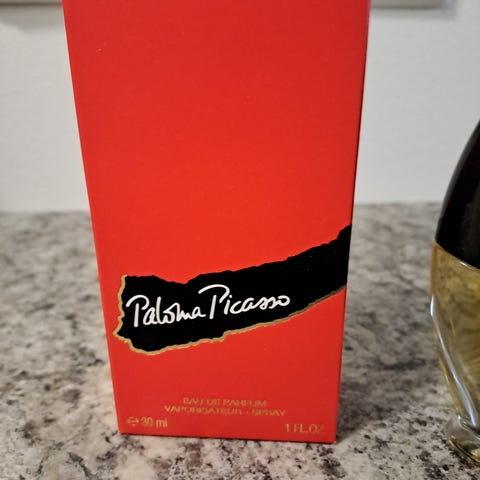 Paloma Picasso
EAU DE PARFUM
VAPORISATEUR - SPRAY
℮ 30 ml 1 FL.OZ